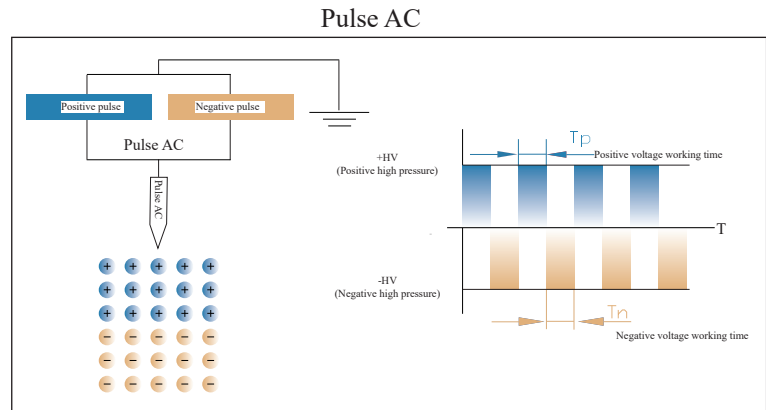 Pulse AC
Positive pulse
Negative pulse
Pulse AC
Pulse AC
+HV
(Positive high pressure)
Tp
Positive voltage working time
T
-HV
(Negative high pressure)
Tn
Negative voltage working time
+ + + + +
+ + + + +
+ + + + +
− − − − −
− − − − −
− − − − −